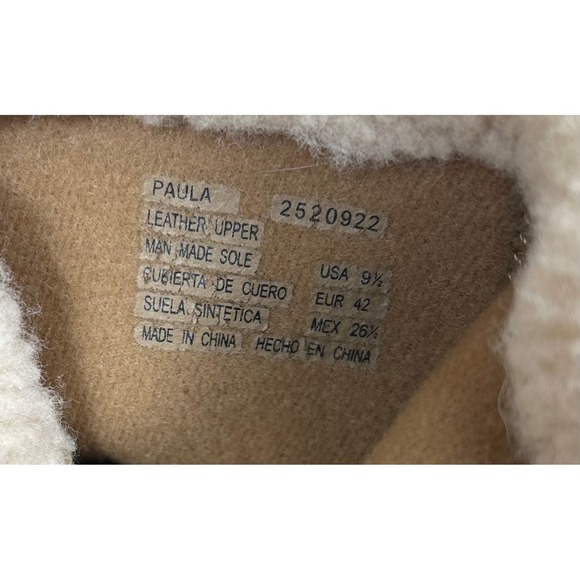 PAULA 2520922
LEATHER UPPER
MAN MADE SOLE
CUBIERTA DE CUERO USA 9½
SUELA SINTETICA EUR 42
MADE IN CHINA MEX 26½
HECHO EN CHINA